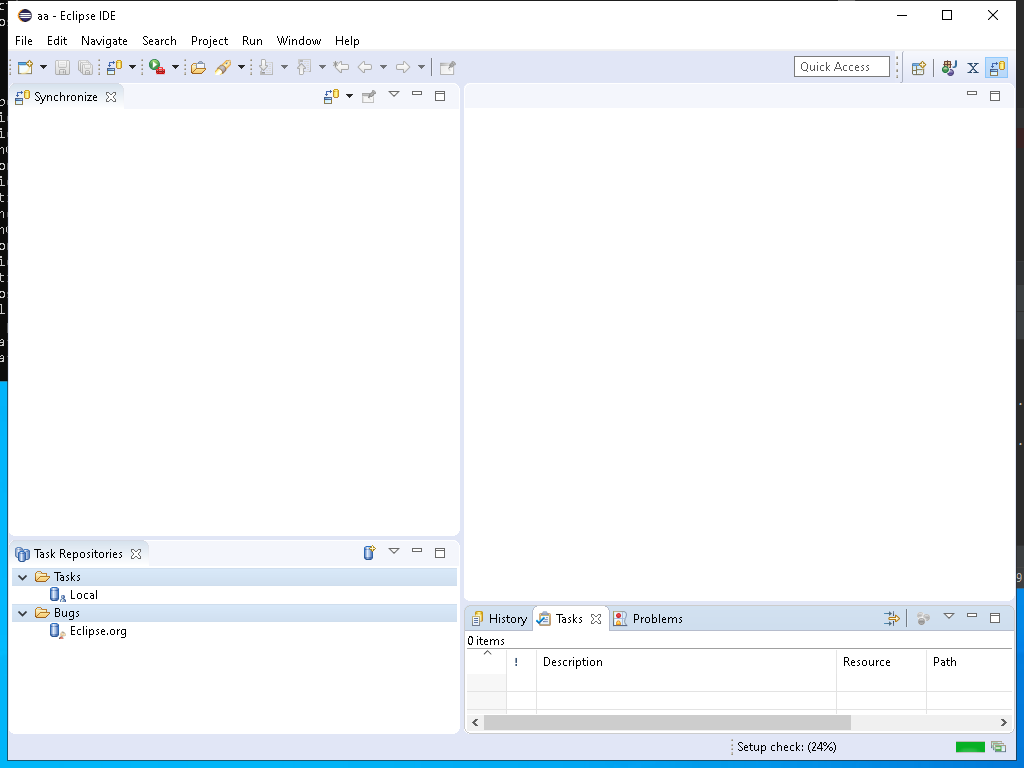 aa - Eclipse IDE
File Edit Navigate Search Project Run Window Help
Quick Access
Synchronize
Task Repositories
Tasks
Local
Bugs
Eclipse.org
History Tasks Problems
0 items
! Description Resource Path
Setup check: (24%)